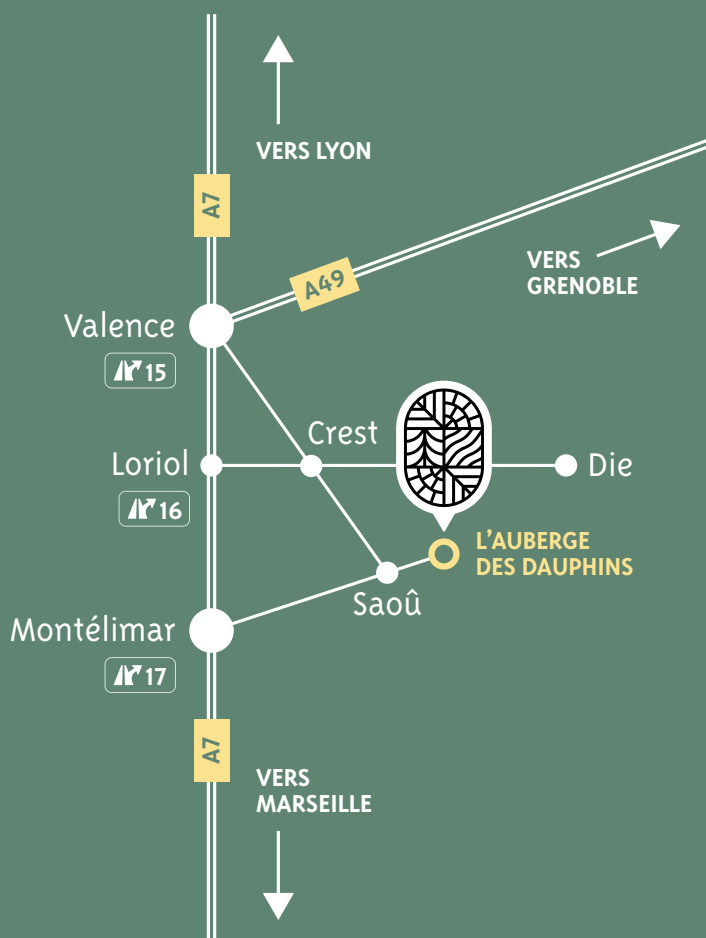 VERS LYON
A7
VERS
GRENOBLE
A49
Valence
15
Crest
Loriol
Die
16
L'AUBERGE
DES DAUPHINS
Saoû
Montélimar
17
A7
VERS
MARSEILLE